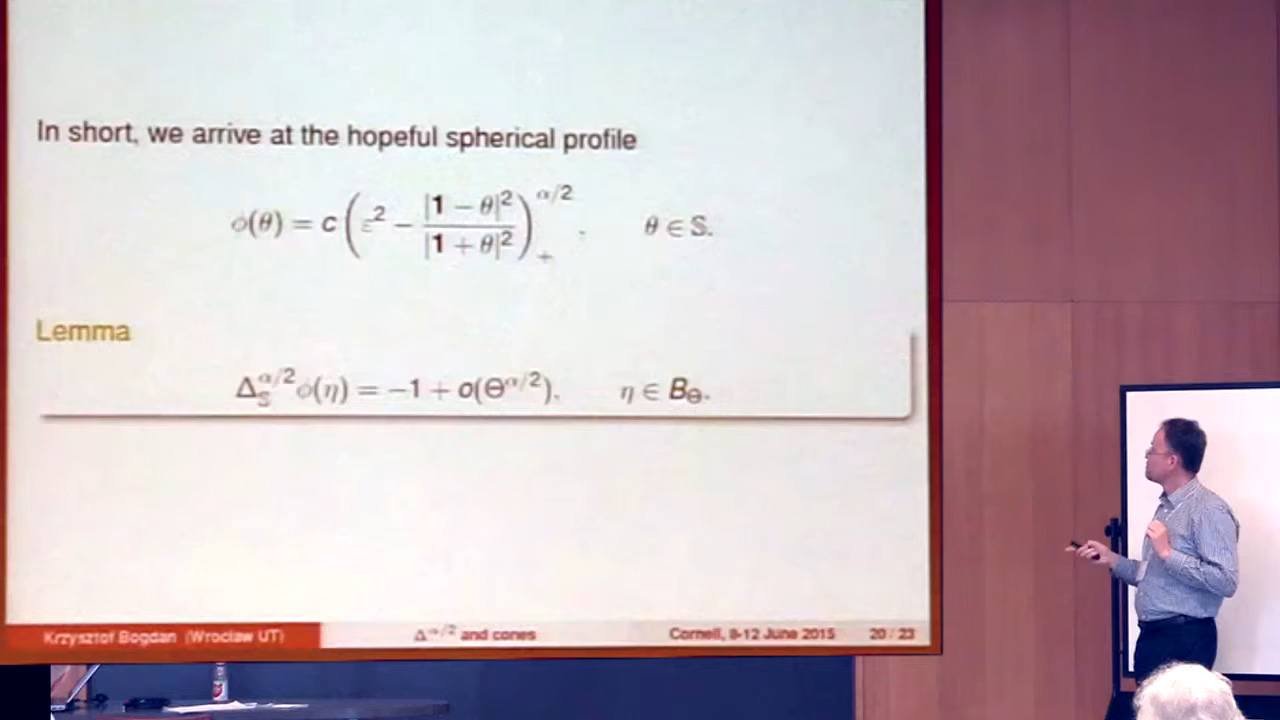 In short, we arrive at the hopeful spherical profile
ϕ(θ) = c (ε² − |1 − θ|² / |1 + θ|²)₊^{α/2}, θ ∈ 𝕊.
Lemma
Δ_𝕊^{α/2} ϕ(η) = −1 + o(Θ^{α/2}), η ∈ B_Θ.
Krzysztof Bogdan (Wrocław UT) Δ^{α/2} and cones Cornell, 8-12 June 2015 20 / 23